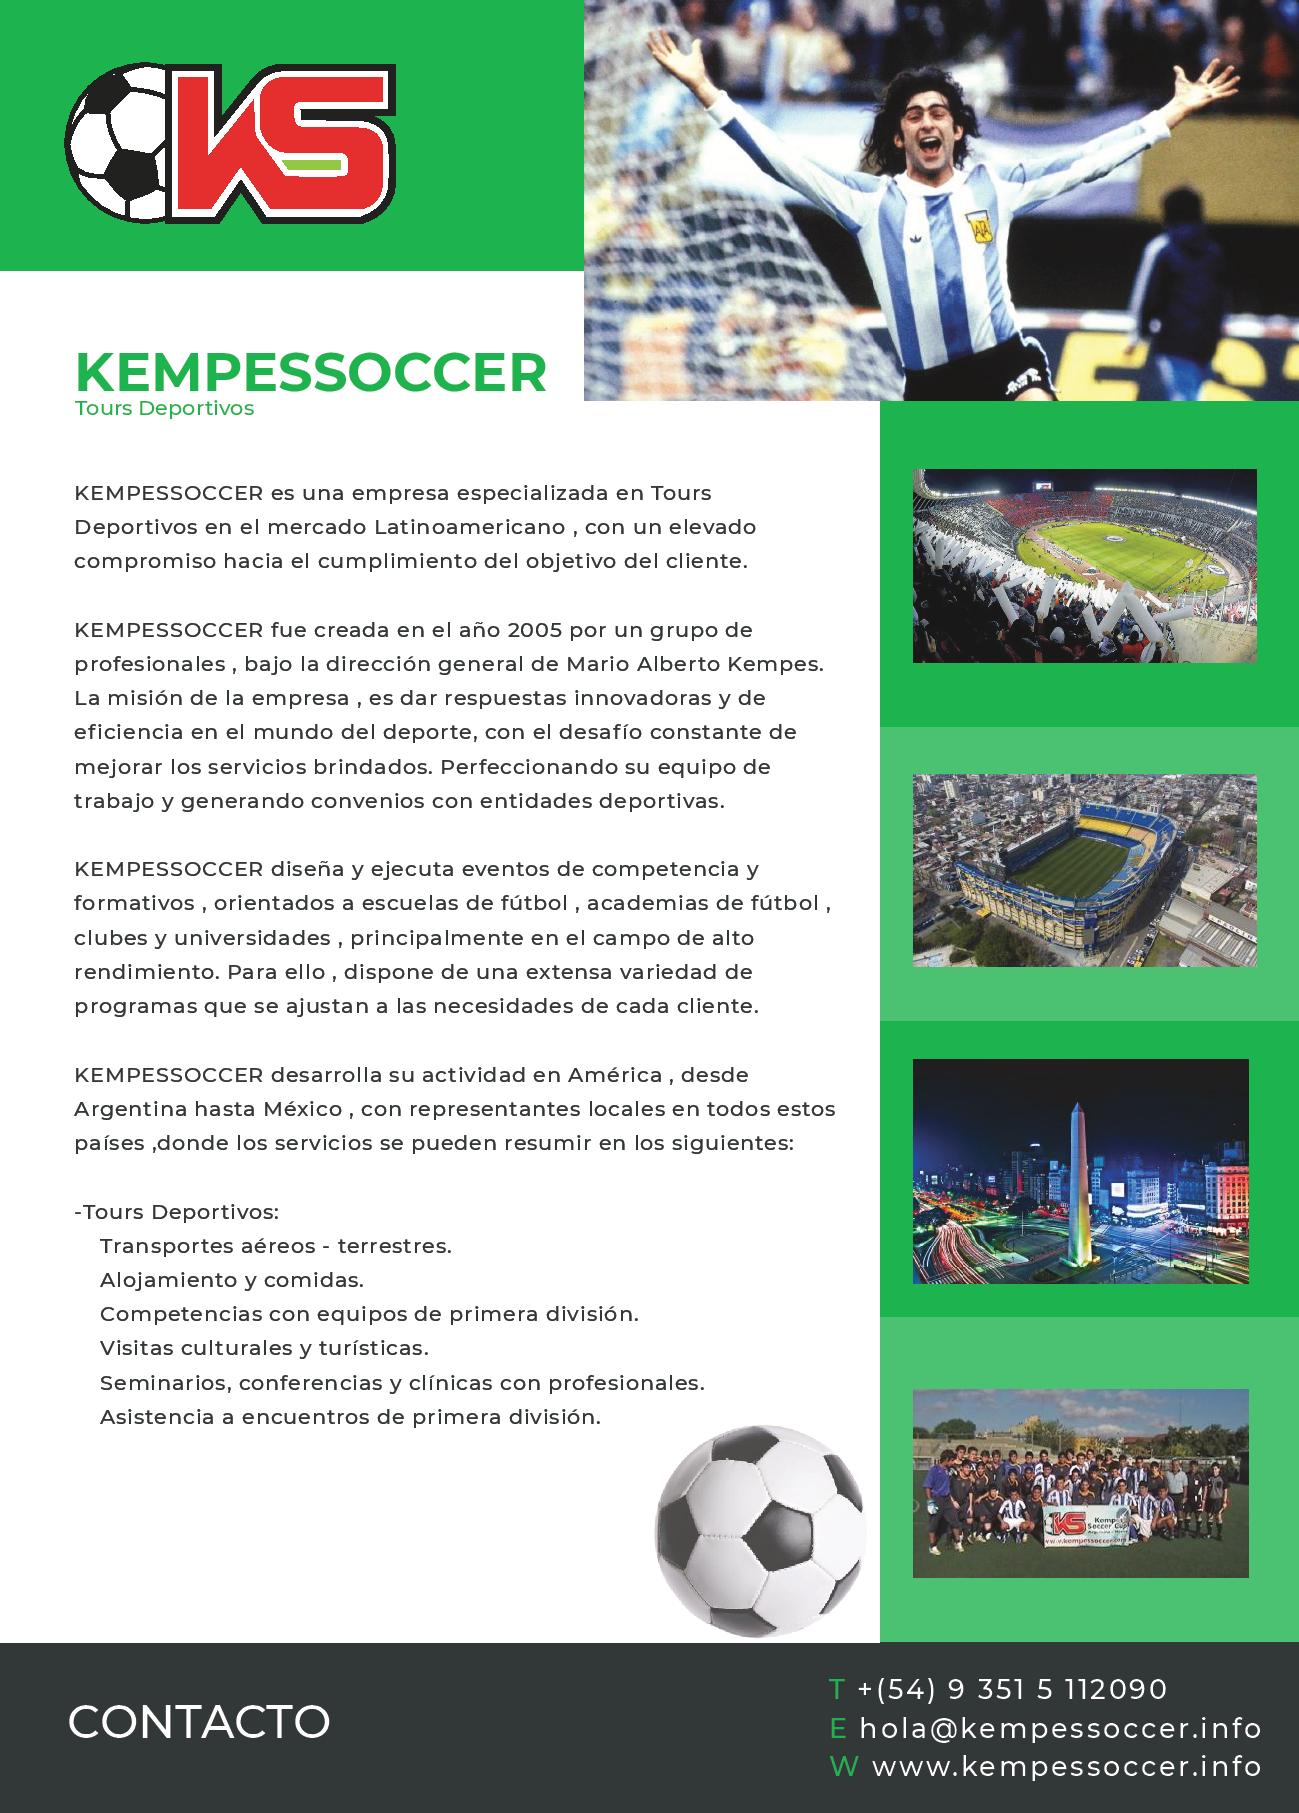 KS
KEMPESSOCCER
Tours Deportivos
KEMPESSOCCER es una empresa especializada en Tours
Deportivos en el mercado Latinoamericano , con un elevado
compromiso hacia el cumplimiento del objetivo del cliente.
KEMPESSOCCER fue creada en el año 2005 por un grupo de
profesionales , bajo la dirección general de Mario Alberto Kempes.
La misión de la empresa , es dar respuestas innovadoras y de
eficiencia en el mundo del deporte, con el desafío constante de
mejorar los servicios brindados. Perfeccionando su equipo de
trabajo y generando convenios con entidades deportivas.
KEMPESSOCCER diseña y ejecuta eventos de competencia y
formativos , orientados a escuelas de fútbol , academias de fútbol ,
clubes y universidades , principalmente en el campo de alto
rendimiento. Para ello , dispone de una extensa variedad de
programas que se ajustan a las necesidades de cada cliente.
KEMPESSOCCER desarrolla su actividad en América , desde
Argentina hasta México , con representantes locales en todos estos
países ,donde los servicios se pueden resumir en los siguientes:
-Tours Deportivos:
Transportes aéreos - terrestres.
Alojamiento y comidas.
Competencias con equipos de primera división.
Visitas culturales y turísticas.
Seminarios, conferencias y clínicas con profesionales.
Asistencia a encuentros de primera división.
KS
Soccer Cup
CONTACTO
T +(54) 9 351 5 112090
E hola@kempessoccer.info
W www.kempessoccer.info